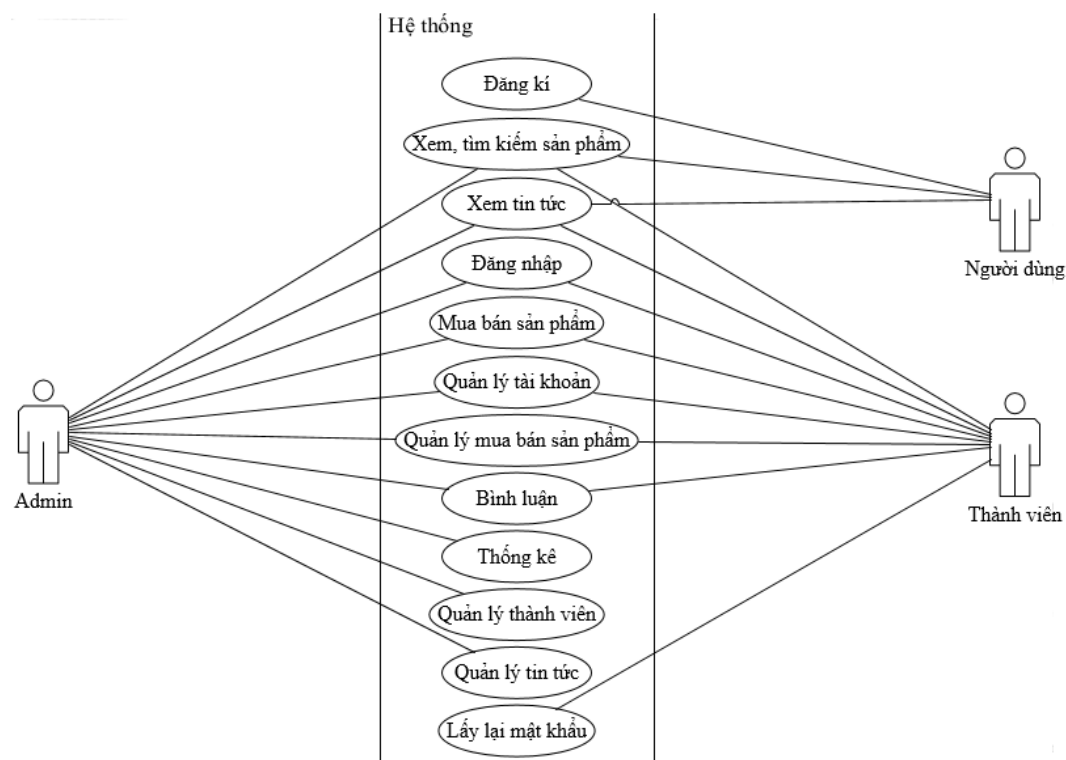 Hệ thống
Đăng kí
Xem, tìm kiếm sản phẩm
Xem tin tức
Đăng nhập
Mua bán sản phẩm
Quản lý tài khoản
Quản lý mua bán sản phẩm
Bình luận
Thống kê
Quản lý thành viên
Quản lý tin tức
Lấy lại mật khẩu
Admin
Người dùng
Thành viên